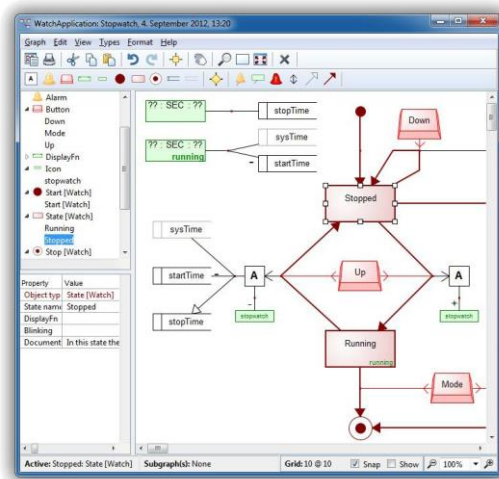 WatchApplication: Stopwatch, 4. September 2012, 13:20
Graph Edit View Types Format Help
A
A
Alarm
Button
Down
Mode
Up
DisplayFn
Icon
stopwatch
Start [Watch]
Start [Watch]
State [Watch]
Running
Stopped
Stop [Watch]
Property Value
Object typ State [Watch]
State name Stopped
DisplayFn
Blinking
Document In this state the
?? : SEC : ??
stopTime
?? : SEC : ??
running
sysTime
startTime
Down
Stopped
sysTime
startTime
stopTime
A
Up
A
stopwatch
stopwatch
Running
running
Mode
Active: Stopped: State [Watch] Subgraph(s): None Grid: 10 @ 10 Snap Show 100%